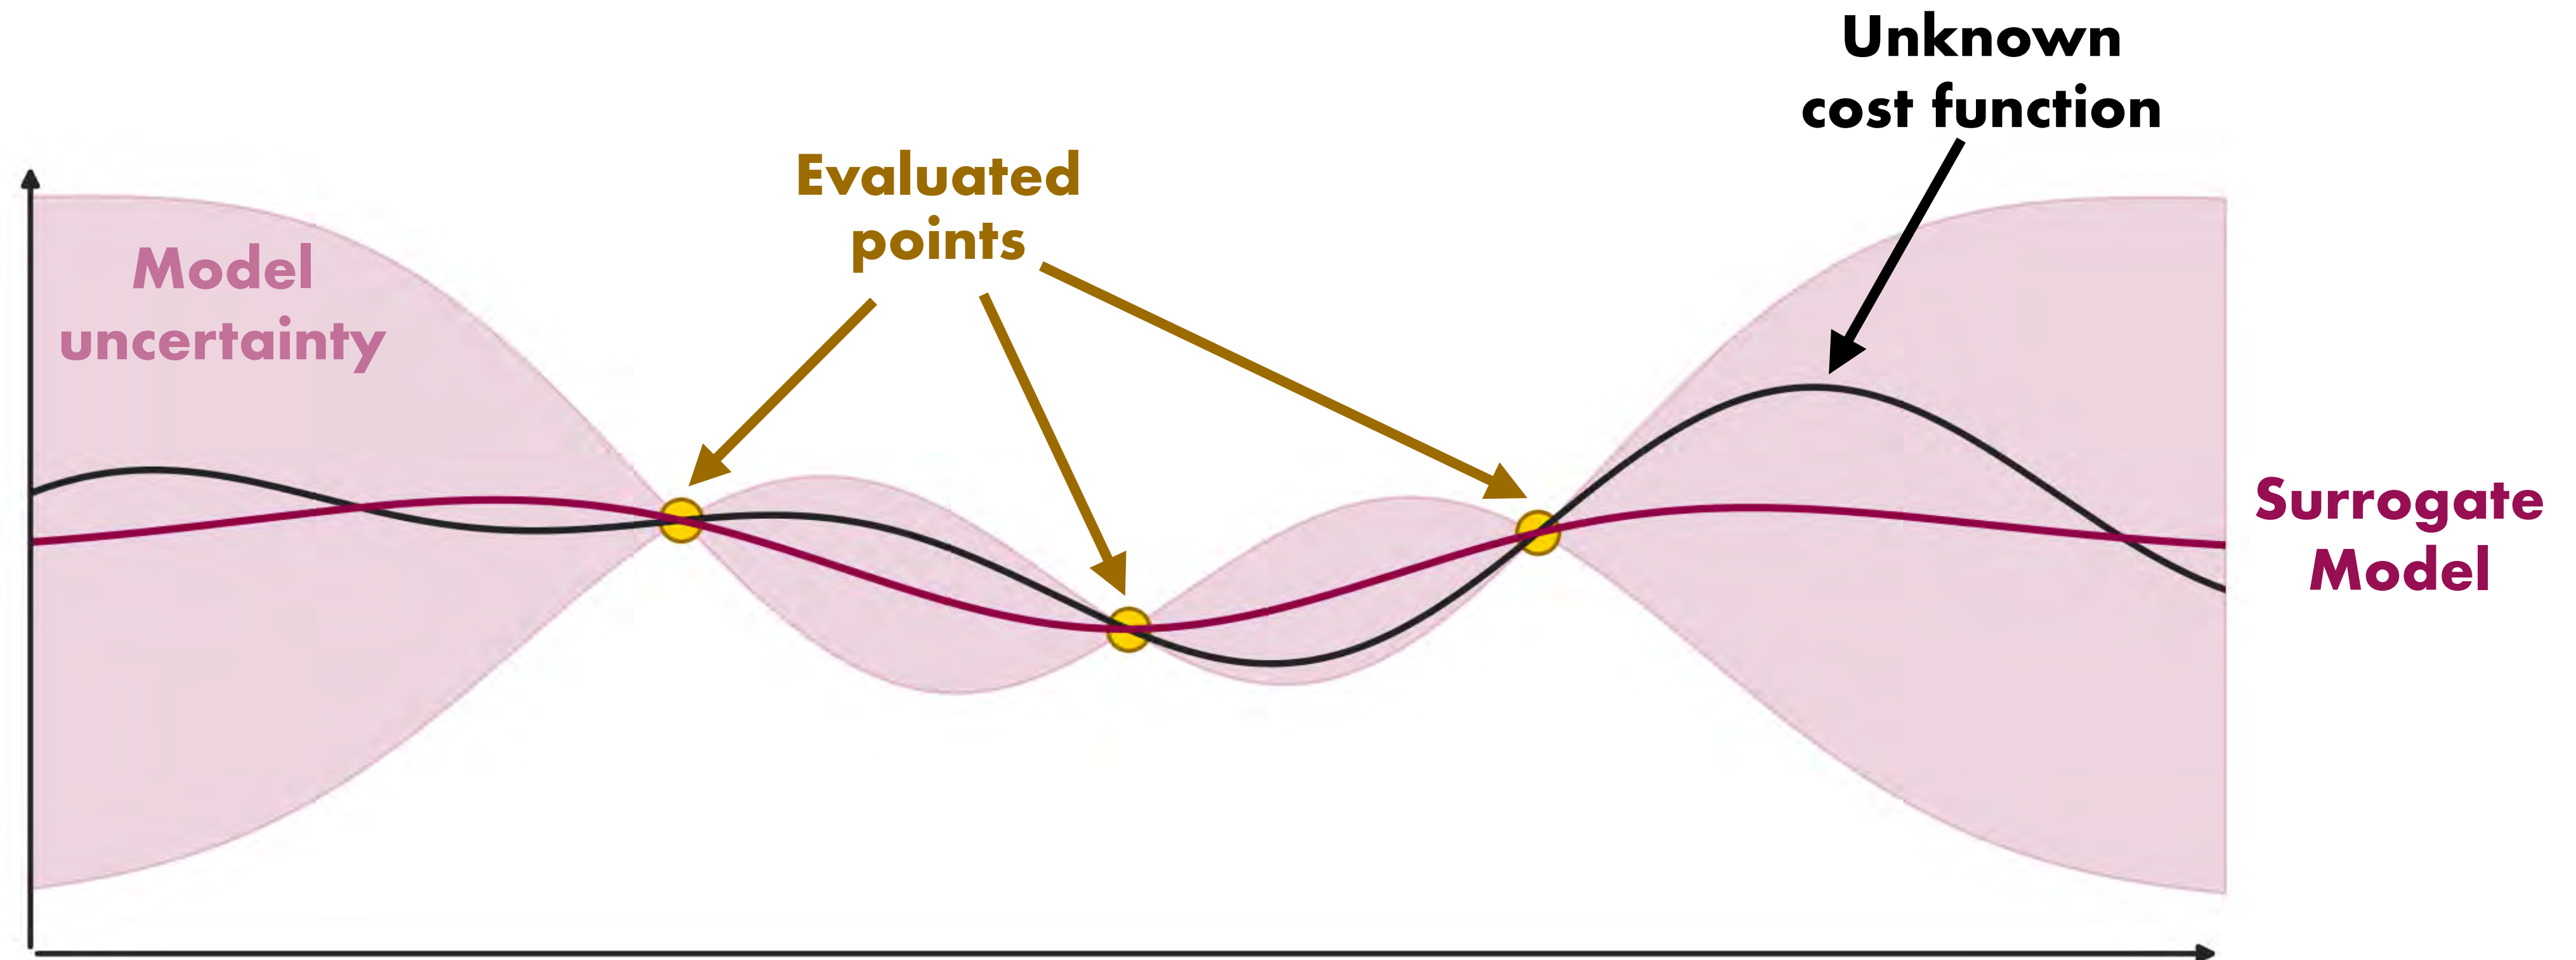 Unknown
cost function
Evaluated
points
Model
uncertainty
Surrogate
Model